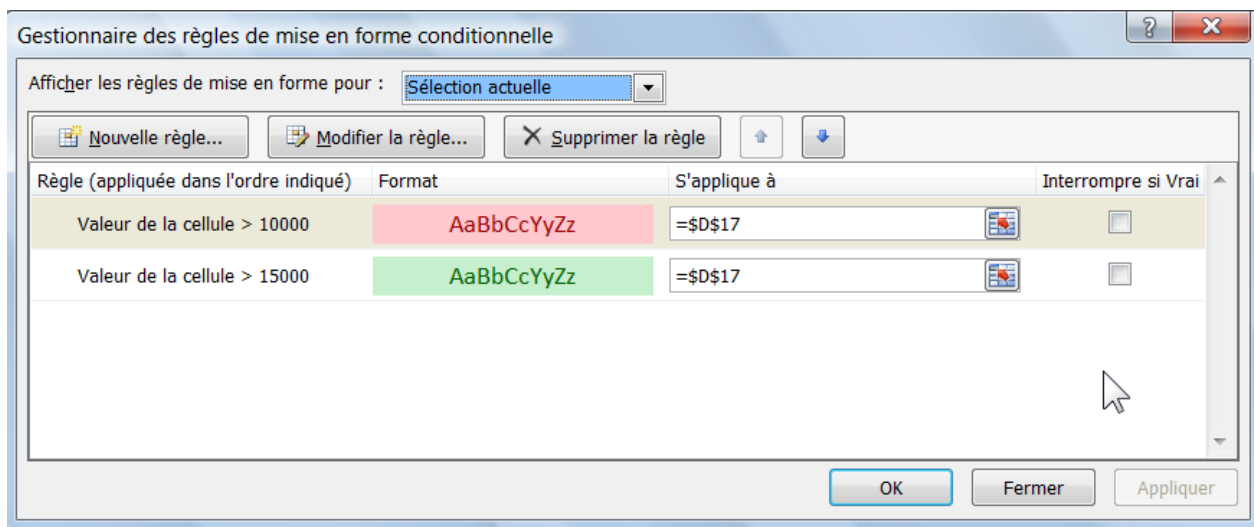 Gestionnaire des règles de mise en forme conditionnelle
Afficher les règles de mise en forme pour : Sélection actuelle
Nouvelle règle... Modifier la règle... Supprimer la règle
Règle (appliquée dans l'ordre indiqué) Format S'applique à Interrompre si Vrai
Valeur de la cellule > 10000 AaBbCcYyZz =$D$17
Valeur de la cellule > 15000 AaBbCcYyZz =$D$17
OK Fermer Appliquer